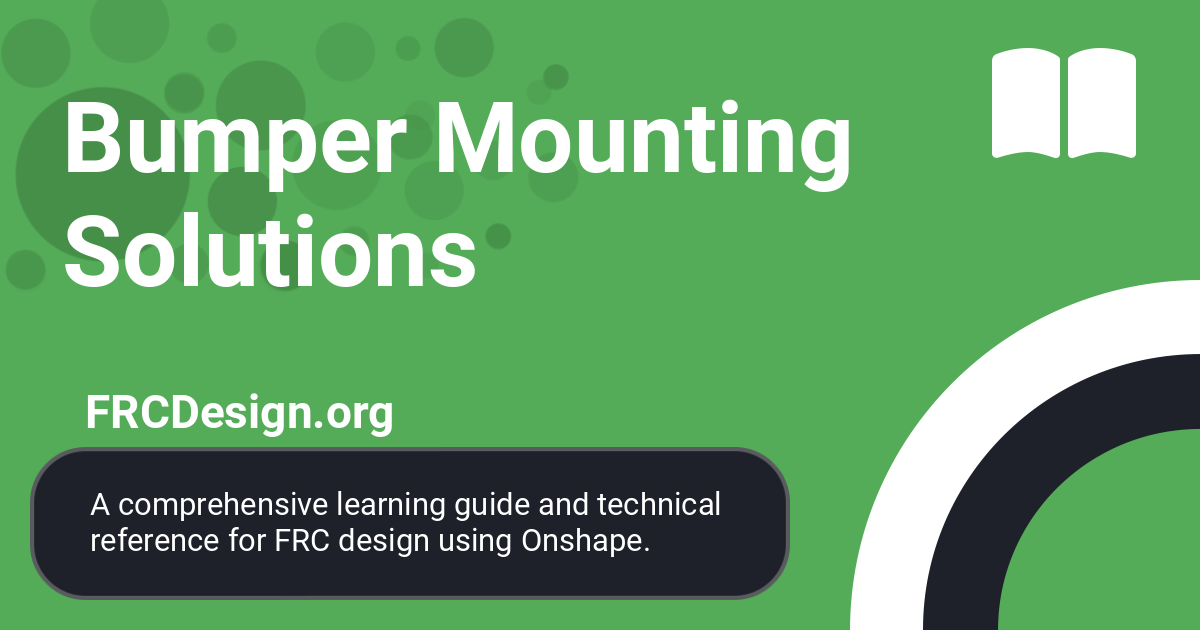 Bumper Mounting
Solutions
FRCDesign.org
A comprehensive learning guide and technical
reference for FRC design using Onshape.